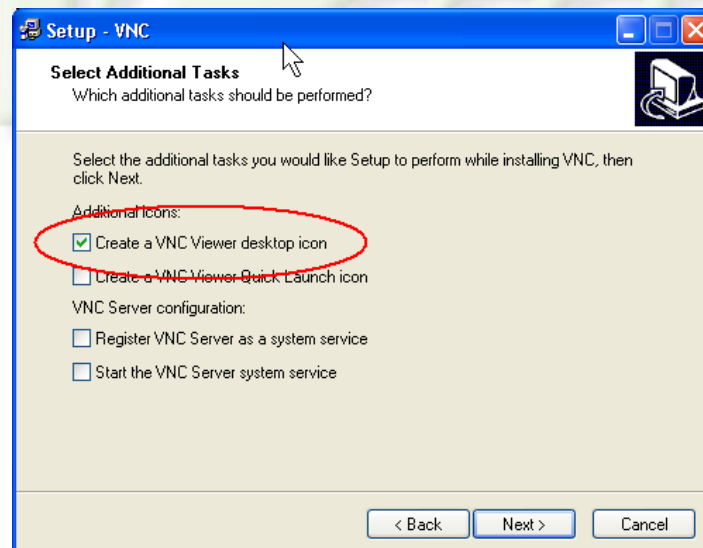 Setup - VNC
Select Additional Tasks
Which additional tasks should be performed?
Select the additional tasks you would like Setup to perform while installing VNC, then
click Next.
Additional icons:
Create a VNC Viewer desktop icon
Create a VNC Viewer Quick Launch icon
VNC Server configuration:
Register VNC Server as a system service
Start the VNC Server system service
< Back Next > Cancel